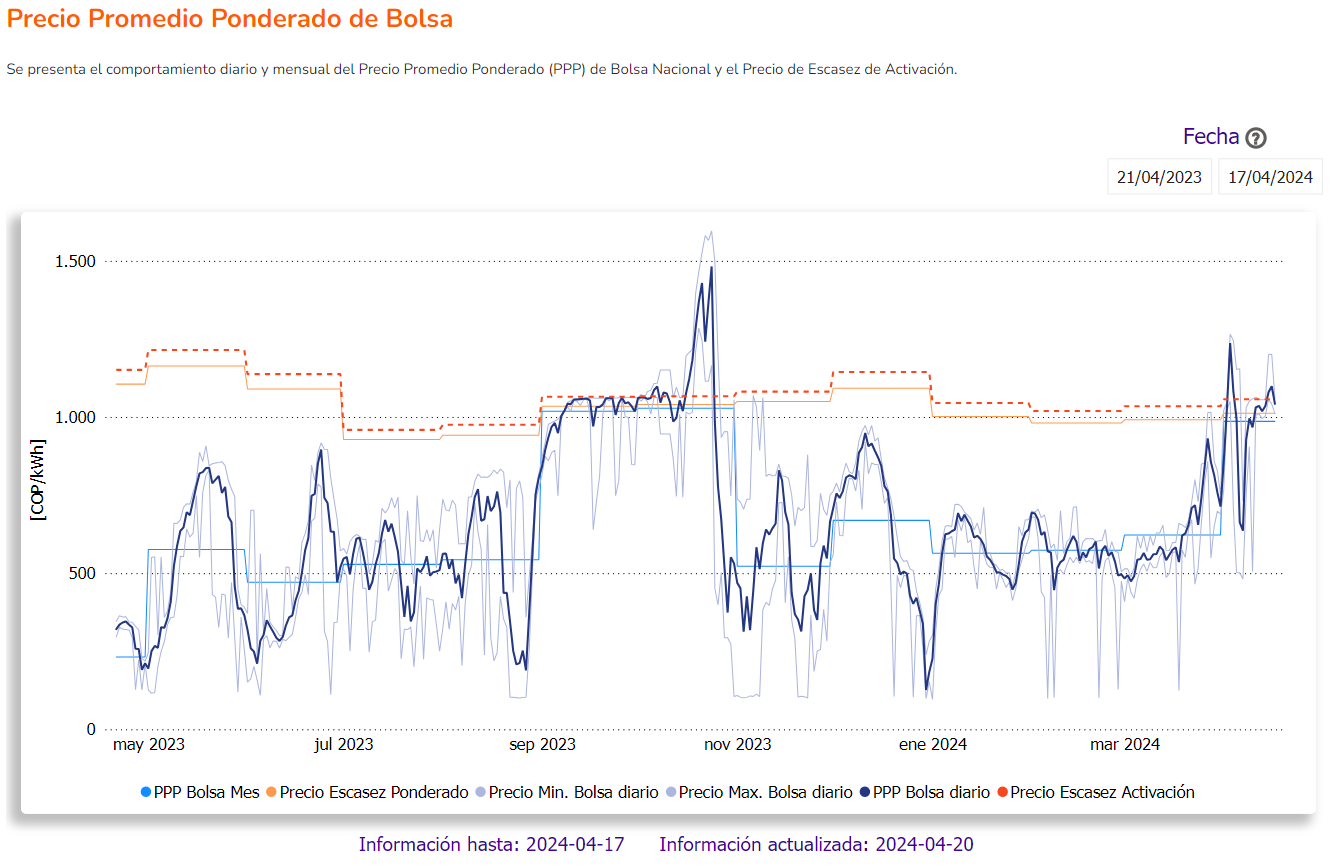 Precio Promedio Ponderado de Bolsa
Se presenta el comportamiento diario y mensual del Precio Promedio Ponderado (PPP) de Bolsa Nacional y el Precio de Escasez de Activación.
Fecha ?
21/04/2023 17/04/2024
[COP/kWh]
1.500
1.000
500
0
may 2023 jul 2023 sep 2023 nov 2023 ene 2024 mar 2024
PPP Bolsa Mes Precio Escasez Ponderado Precio Min. Bolsa diario Precio Max. Bolsa diario PPP Bolsa diario Precio Escasez Activación
Información hasta: 2024-04-17 Información actualizada: 2024-04-20